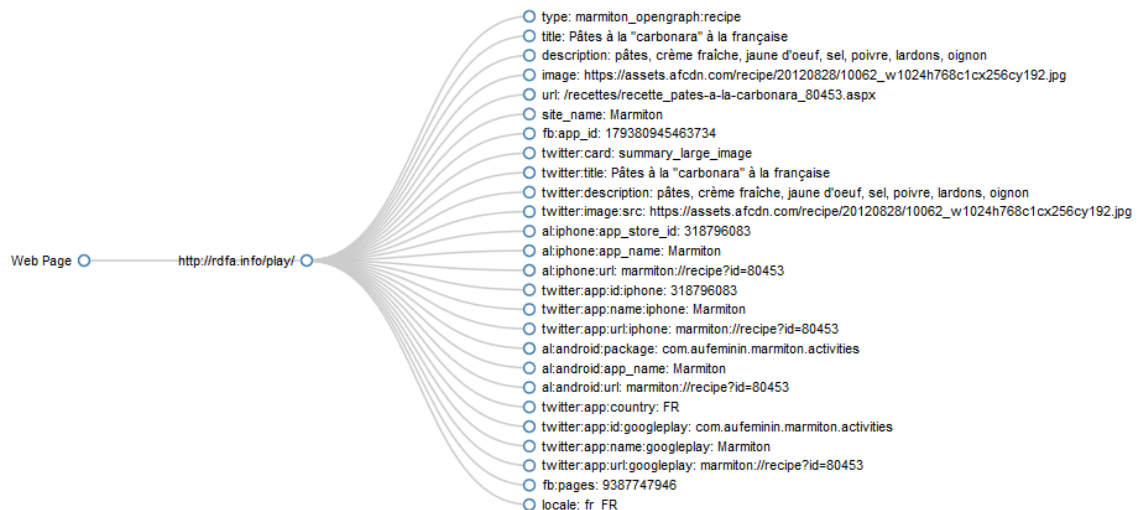 type: marmiton_opengraph:recipe
title: Pâtes à la "carbonara" à la française
description: pâtes, crème fraîche, jaune d'oeuf, sel, poivre, lardons, oignon
image: https://assets.afcdn.com/recipe/20120828/10062_w1024h768c1cx256cy192.jpg
url: /recettes/recette_pates-a-la-carbonara_80453.aspx
site_name: Marmiton
fb:app_id: 179380945463734
twitter:card: summary_large_image
twitter:title: Pâtes à la "carbonara" à la française
twitter:description: pâtes, crème fraîche, jaune d'oeuf, sel, poivre, lardons, oignon
twitter:image:src: https://assets.afcdn.com/recipe/20120828/10062_w1024h768c1cx256cy192.jpg
al:iphone:app_store_id: 318796083
al:iphone:app_name: Marmiton
Web Page
http://rdfa.info/play/
al:iphone:url: marmiton://recipe?id=80453
twitter:app:id:iphone: 318796083
twitter:app:name:iphone: Marmiton
twitter:app:url:iphone: marmiton://recipe?id=80453
al:android:package: com.aufeminin.marmiton.activities
al:android:app_name: Marmiton
al:android:url: marmiton://recipe?id=80453
twitter:app:country: FR
twitter:app:id:googleplay: com.aufeminin.marmiton.activities
twitter:app:name:googleplay: Marmiton
twitter:app:url:googleplay: marmiton://recipe?id=80453
fb:pages: 9387747946
locale: fr_FR